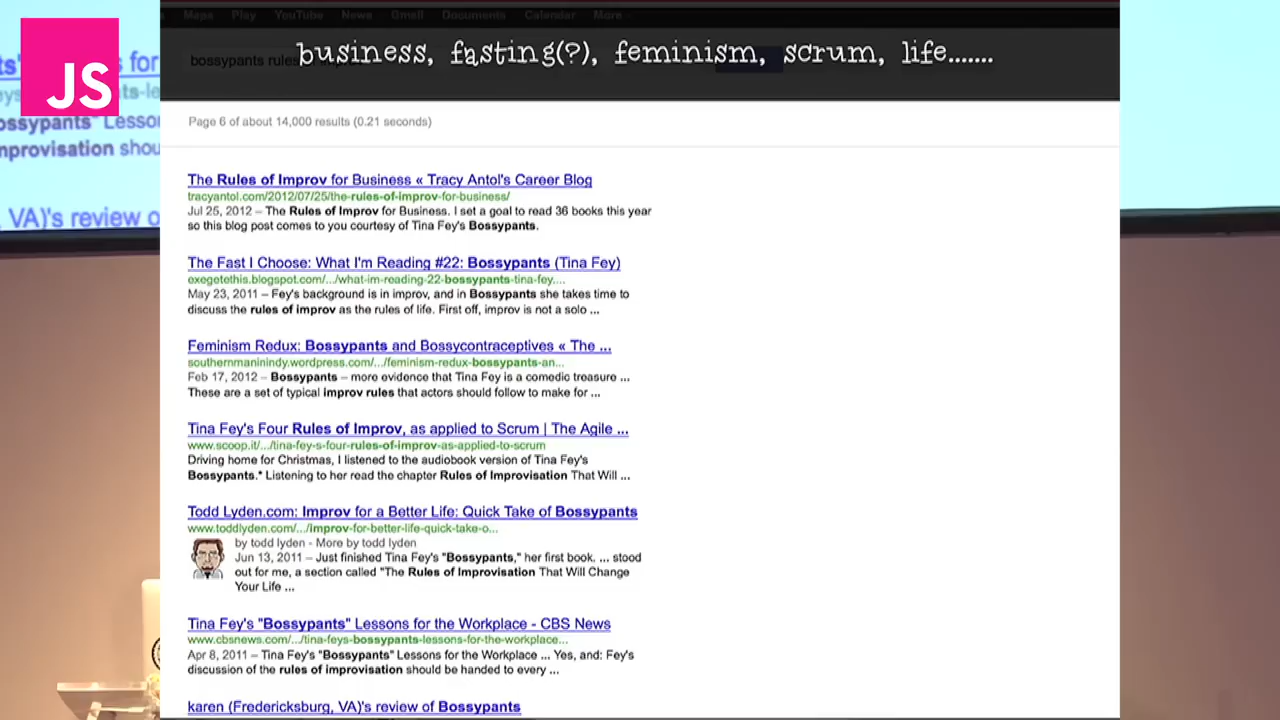 Maps Play YouTube News Gmail Documents Calendar More
business, fasting(?), feminism, scrum, life.......
bossypants rules
JS
Page 6 of about 14,000 results (0.21 seconds)
The Rules of Improv for Business « Tracy Antol's Career Blog
tracyantol.com/2012/07/25/the-rules-of-improv-for-business/
Jul 25, 2012 – The Rules of Improv for Business. I set a goal to read 36 books this year
so this blog post comes to you courtesy of Tina Fey's Bossypants.
The Fast I Choose: What I'm Reading #22: Bossypants (Tina Fey)
exegetethis.blogspot.com/.../what-im-reading-22-bossypants-tina-fey....
May 23, 2011 – Fey's background is in improv, and in Bossypants she takes time to
discuss the rules of improv as the rules of life. First off, improv is not a solo ...
Feminism Redux: Bossypants and Bossycontraceptives « The ...
southernmaninindy.wordpress.com/.../feminism-redux-bossypants-an...
Feb 17, 2012 – Bossypants – more evidence that Tina Fey is a comedic treasure ...
These are a set of typical improv rules that actors should follow to make for ...
Tina Fey's Four Rules of Improv, as applied to Scrum | The Agile ...
www.scoop.it/.../tina-fey-s-four-rules-of-improv-as-applied-to-scrum
Driving home for Christmas, I listened to the audiobook version of Tina Fey's
Bossypants.* Listening to her read the chapter Rules of Improvisation That Will ...
Todd Lyden.com: Improv for a Better Life: Quick Take of Bossypants
www.toddlyden.com/.../improv-for-better-life-quick-take-o...
by todd lyden - More by todd lyden
Jun 13, 2011 – Just finished Tina Fey's "Bossypants," her first book. ... stood
out for me, a section called "The Rules of Improvisation That Will Change
Your Life ...
Tina Fey's "Bossypants" Lessons for the Workplace - CBS News
www.cbsnews.com/.../tina-feys-bossypants-lessons-for-the-workplace...
Apr 8, 2011 – Tina Fey's "Bossypants" Lessons for the Workplace ... Yes, and: Fey's
discussion of the rules of improvisation should be handed to every ...
karen (Fredericksburg, VA)'s review of Bossypants